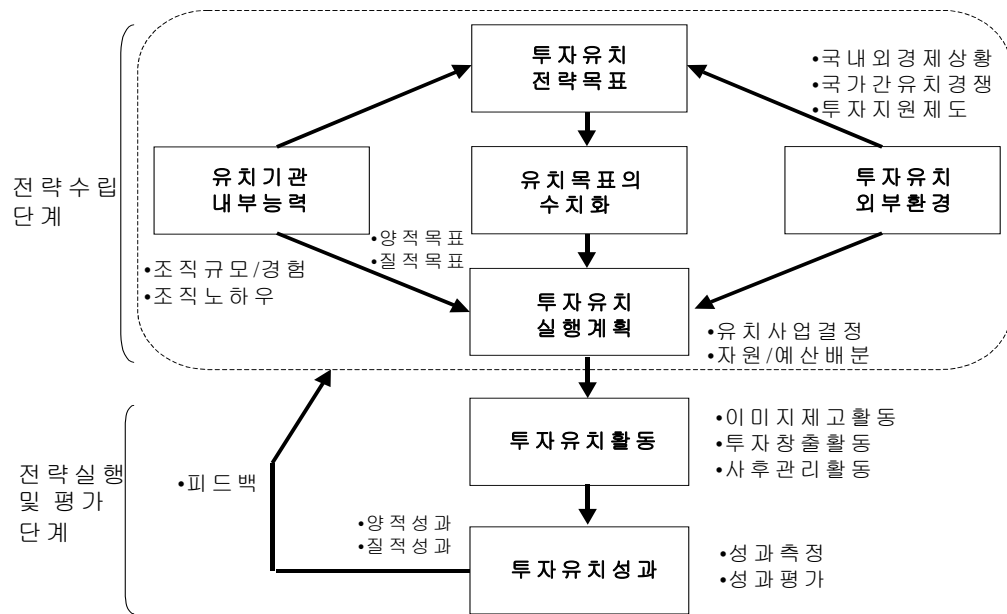 투자유치
전략목표
•국내외경제상황
•국가간유치경쟁
•투자지원제도
전략수립
단계
유치기관
내부능력
유치목표의
수치화
투자유치
외부환경
•양적목표
•질적목표
•조직규모/경험
•조직노하우
투자유치
실행계획
•유치사업결정
•자원/예산배분
전략실행
및 평가
단계
투자유치활동
•이미지제고활동
•투자창출활동
•사후관리활동
•피드백
•양적성과
•질적성과
투자유치성과
•성과측정
•성과평가